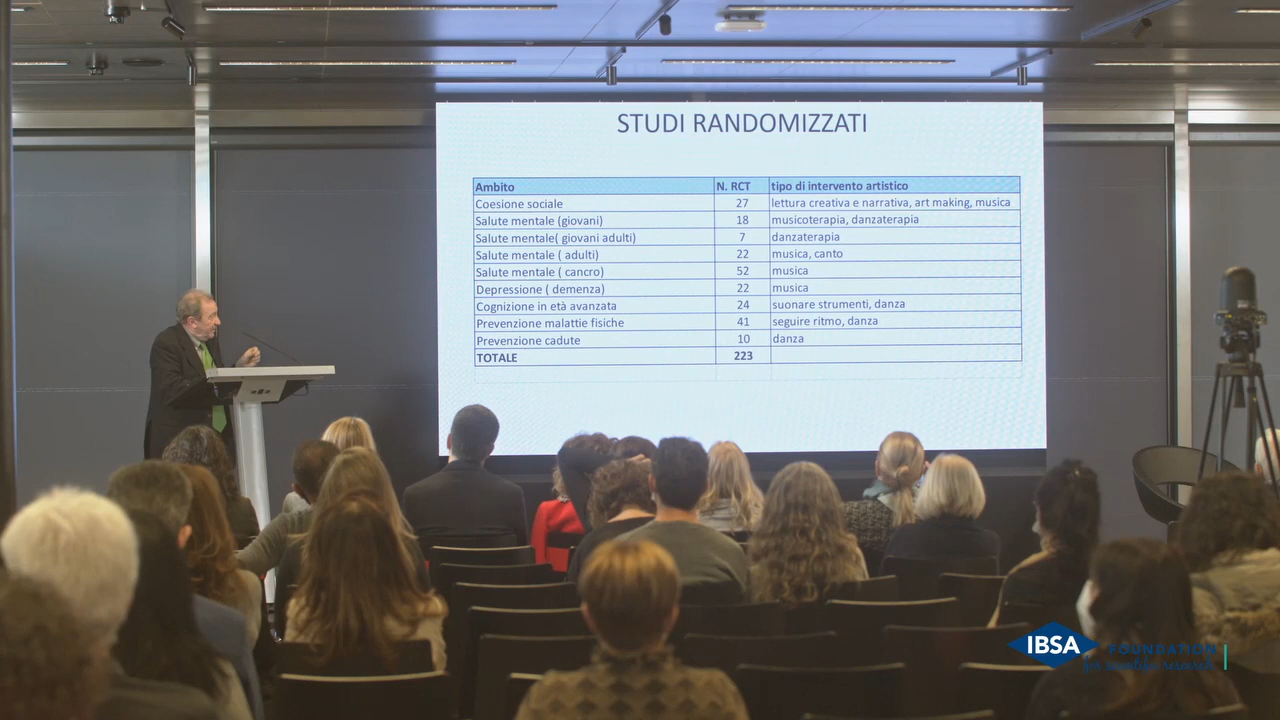 STUDI RANDOMIZZATI
Ambito N. RCT tipo di intervento artistico
Coesione sociale 27 lettura creativa e narrativa, art making, musica
Salute mentale (giovani) 18 musicoterapia, danzaterapia
Salute mentale( giovani adulti) 7 danzaterapia
Salute mentale ( adulti) 22 musica, canto
Salute mentale ( cancro) 52 musica
Depressione ( demenza) 22 musica
Cognizione in età avanzata 24 suonare strumenti, danza
Prevenzione malattie fisiche 41 seguire ritmo, danza
Prevenzione cadute 10 danza
TOTALE 223
IBSA FOUNDATION
for scientific research